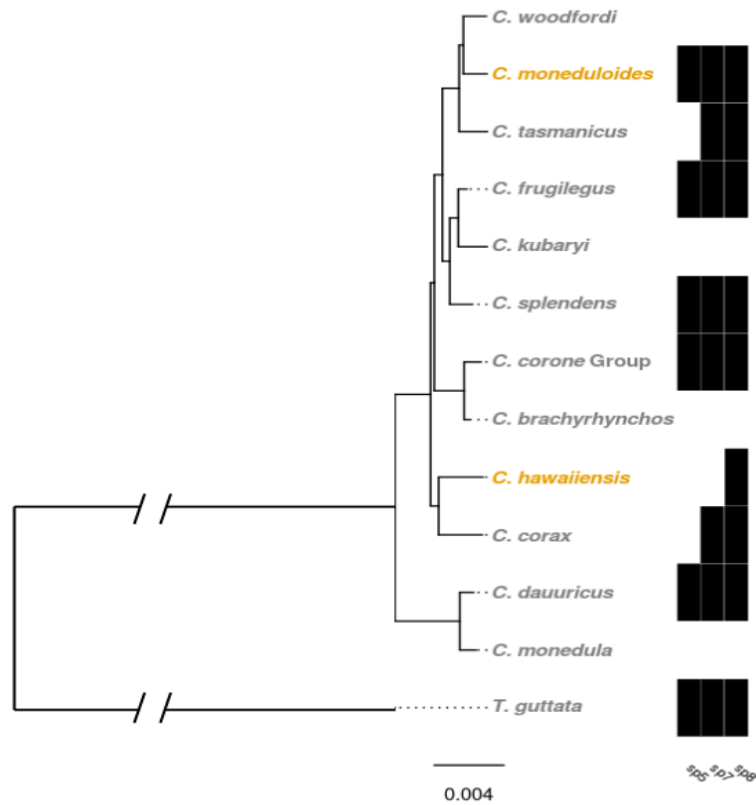 C. woodfordi
C. moneduloides
C. tasmanicus
C. frugilegus
C. kubaryi
C. splendens
C. corone Group
C. brachyrhynchos
C. hawaiiensis
C. corax
C. dauuricus
C. monedula
T. guttata
sp5 sp7 sp8
0.004